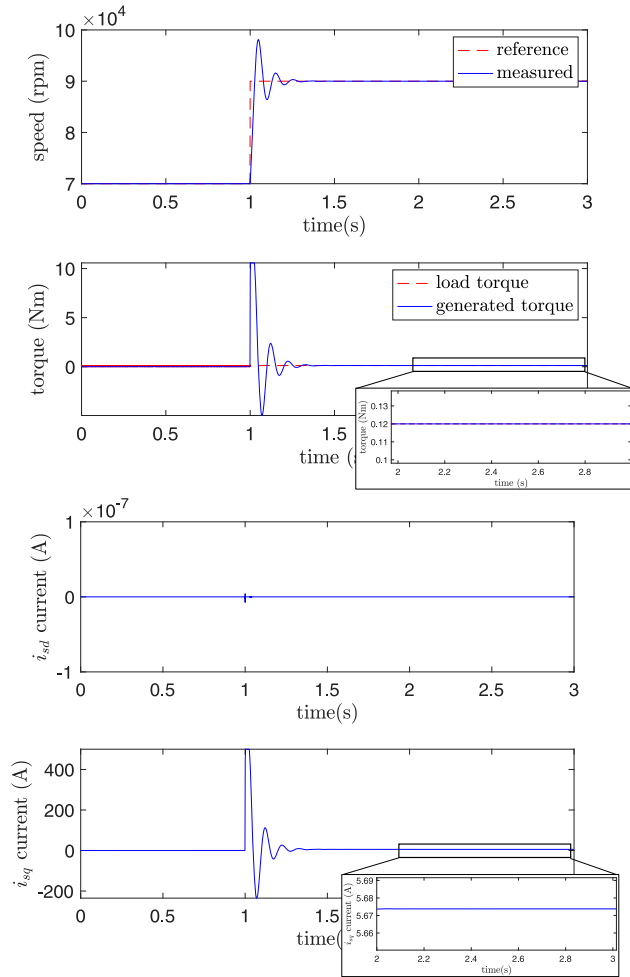 ×10⁴
10
9
8
7
speed (rpm)
reference
measured
0 0.5 1 1.5 2 2.5 3
time(s)
10
5
0
torque (Nm)
load torque
generated torque
0 0.5 1 1.5
time (s
0.13
0.12
0.11
0.1
torque (Nm)
2 2.2 2.4 2.6 2.8
time (s)
×10⁻⁷
1
0
-1
i_sd current (A)
0 0.5 1 1.5 2 2.5 3
time(s)
400
200
0
-200
i_sq current (A)
0 0.5 1 1.5
time(s
5.69
5.68
5.67
5.66
i_sq current (A)
2 2.2 2.4 2.6 2.8 3
time(s)